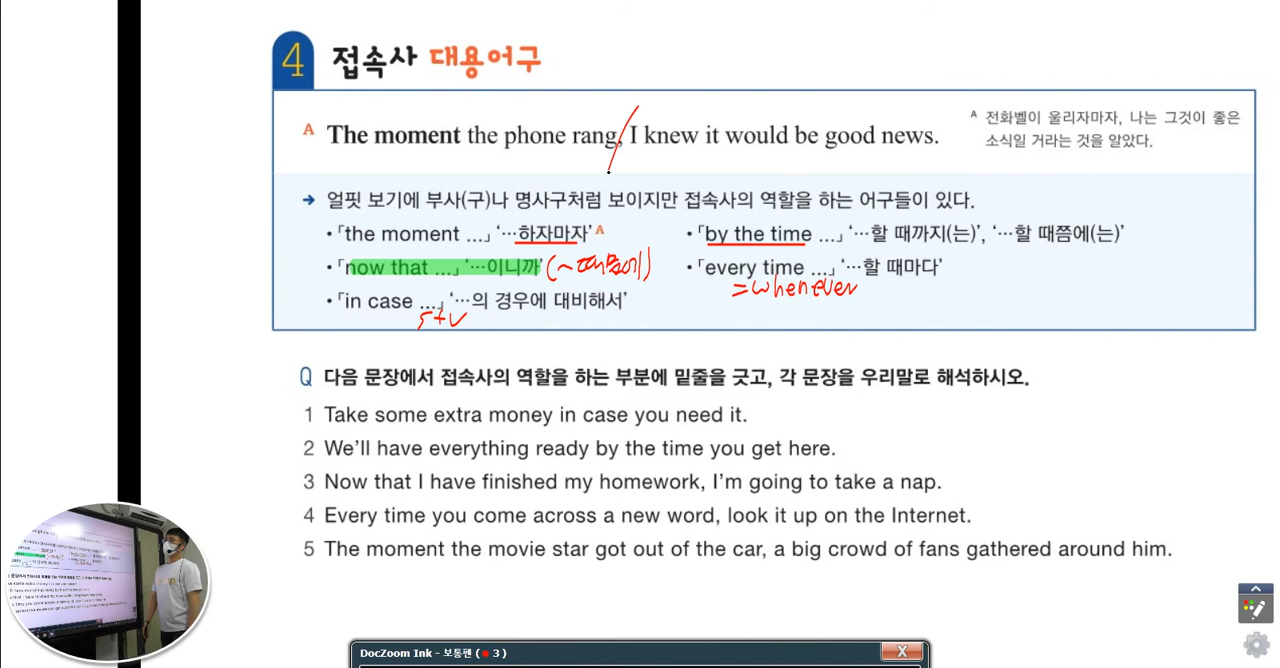 4 접속사 대용어구
A The moment the phone rang, I knew it would be good news.
A 전화벨이 울리자마자, 나는 그것이 좋은
소식일 거라는 것을 알았다.
→ 얼핏 보기에 부사(구)나 명사구처럼 보이지만 접속사의 역할을 하는 어구들이 있다.
•「the moment …」 ‘…하자마자’A
•「by the time …」 ‘…할 때까지(는)’, ‘…할 때쯤에(는)’
•「now that …」 ‘…이니까’ (~때문에)
•「every time …」 ‘…할 때마다’
= whenever
•「in case …」 ‘…의 경우에 대비해서’
s+v
Q 다음 문장에서 접속사의 역할을 하는 부분에 밑줄을 긋고, 각 문장을 우리말로 해석하시오.
1 Take some extra money in case you need it.
2 We’ll have everything ready by the time you get here.
3 Now that I have finished my homework, I’m going to take a nap.
4 Every time you come across a new word, look it up on the Internet.
5 The moment the movie star got out of the car, a big crowd of fans gathered around him.
DocZoom Ink - 보통펜 ( 3 )
X